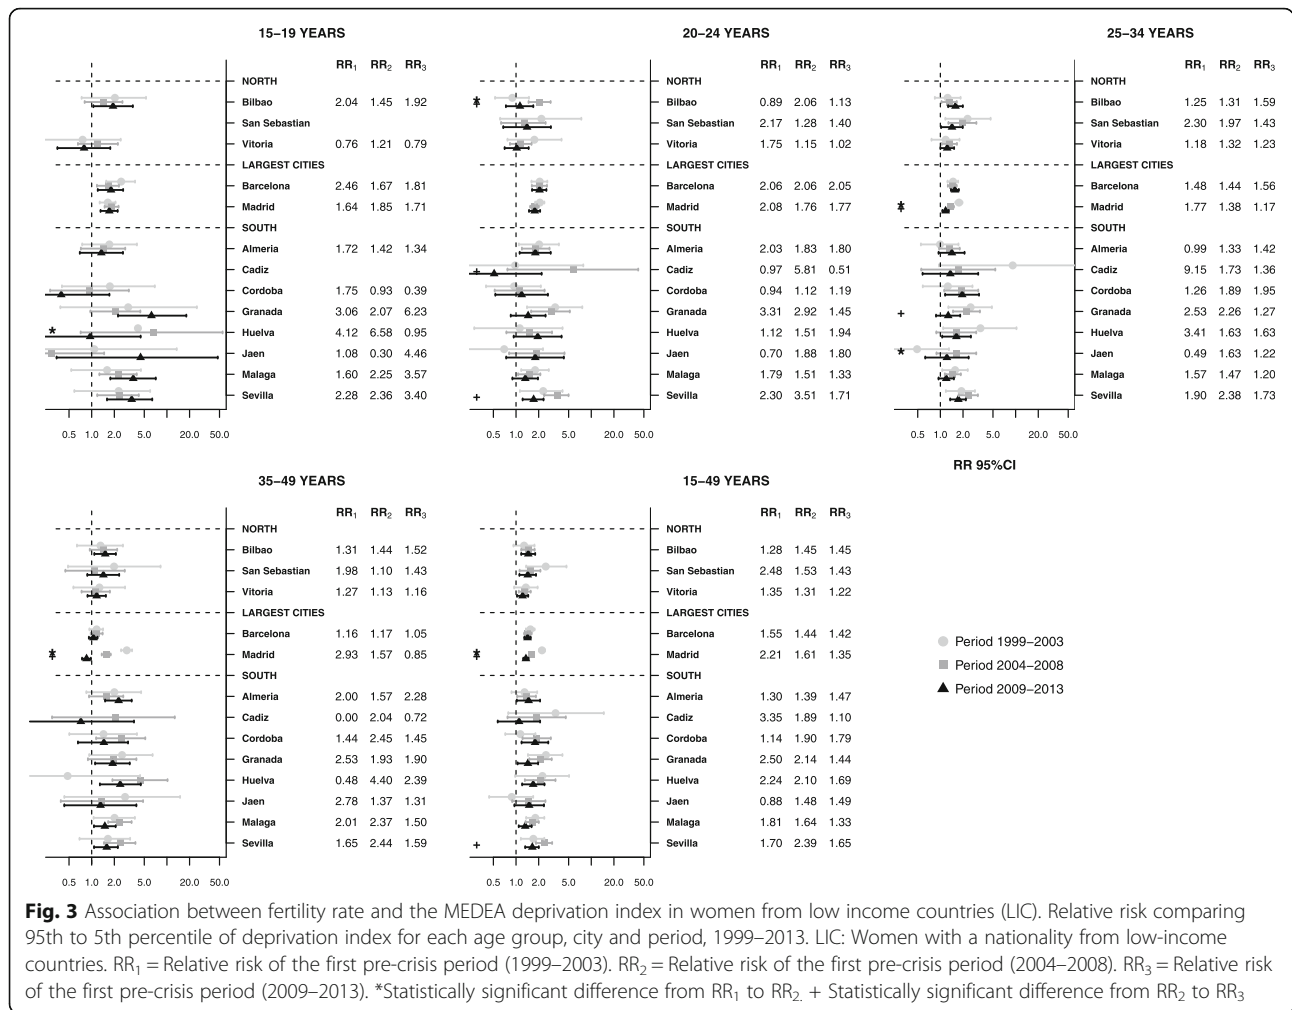 15–19 YEARS
RR1 RR2 RR3
NORTH
Bilbao 2.04 1.45 1.92
San Sebastian
Vitoria 0.76 1.21 0.79
LARGEST CITIES
Barcelona 2.46 1.67 1.81
Madrid 1.64 1.85 1.71
SOUTH
Almeria 1.72 1.42 1.34
Cadiz
Cordoba 1.75 0.93 0.39
Granada 3.06 2.07 6.23
* Huelva 4.12 6.58 0.95
Jaen 1.08 0.30 4.46
Malaga 1.60 2.25 3.57
Sevilla 2.28 2.36 3.40
0.5 1.0 2.0 5.0 20.0 50.0
20–24 YEARS
RR1 RR2 RR3
NORTH
* + Bilbao 0.89 2.06 1.13
San Sebastian 2.17 1.28 1.40
Vitoria 1.75 1.15 1.02
LARGEST CITIES
Barcelona 2.06 2.06 2.05
Madrid 2.08 1.76 1.77
SOUTH
Almeria 2.03 1.83 1.80
+ Cadiz 0.97 5.81 0.51
Cordoba 0.94 1.12 1.19
Granada 3.31 2.92 1.45
Huelva 1.12 1.51 1.94
Jaen 0.70 1.88 1.80
Malaga 1.79 1.51 1.33
+ Sevilla 2.30 3.51 1.71
0.5 1.0 2.0 5.0 20.0 50.0
25–34 YEARS
RR1 RR2 RR3
NORTH
Bilbao 1.25 1.31 1.59
San Sebastian 2.30 1.97 1.43
Vitoria 1.18 1.32 1.23
LARGEST CITIES
Barcelona 1.48 1.44 1.56
* + Madrid 1.77 1.38 1.17
SOUTH
Almeria 0.99 1.33 1.42
Cadiz 9.15 1.73 1.36
Cordoba 1.26 1.89 1.95
+ Granada 2.53 2.26 1.27
Huelva 3.41 1.63 1.63
* Jaen 0.49 1.63 1.22
Malaga 1.57 1.47 1.20
Sevilla 1.90 2.38 1.73
0.5 1.0 2.0 5.0 20.0 50.0
RR 95%CI
35–49 YEARS
RR1 RR2 RR3
NORTH
Bilbao 1.31 1.44 1.52
San Sebastian 1.98 1.10 1.43
Vitoria 1.27 1.13 1.16
LARGEST CITIES
Barcelona 1.16 1.17 1.05
* + Madrid 2.93 1.57 0.85
SOUTH
Almeria 2.00 1.57 2.28
Cadiz 0.00 2.04 0.72
Cordoba 1.44 2.45 1.45
Granada 2.53 1.93 1.90
Huelva 0.48 4.40 2.39
Jaen 2.78 1.37 1.31
Malaga 2.01 2.37 1.50
Sevilla 1.65 2.44 1.59
0.5 1.0 2.0 5.0 20.0 50.0
15–49 YEARS
RR1 RR2 RR3
NORTH
Bilbao 1.28 1.45 1.45
San Sebastian 2.48 1.53 1.43
Vitoria 1.35 1.31 1.22
LARGEST CITIES
Barcelona 1.55 1.44 1.42
* + Madrid 2.21 1.61 1.35
SOUTH
Almeria 1.30 1.39 1.47
Cadiz 3.35 1.89 1.10
Cordoba 1.14 1.90 1.79
Granada 2.50 2.14 1.44
Huelva 2.24 2.10 1.69
Jaen 0.88 1.48 1.49
Malaga 1.81 1.64 1.33
+ Sevilla 1.70 2.39 1.65
0.5 1.0 2.0 5.0 20.0 50.0
Period 1999–2003
Period 2004–2008
Period 2009–2013
Fig. 3 Association between fertility rate and the MEDEA deprivation index in women from low income countries (LIC). Relative risk comparing
95th to 5th percentile of deprivation index for each age group, city and period, 1999–2013. LIC: Women with a nationality from low-income
countries. RR1 = Relative risk of the first pre-crisis period (1999–2003). RR2 = Relative risk of the first pre-crisis period (2004–2008). RR3 = Relative risk
of the first pre-crisis period (2009–2013). *Statistically significant difference from RR1 to RR2. + Statistically significant difference from RR2 to RR3